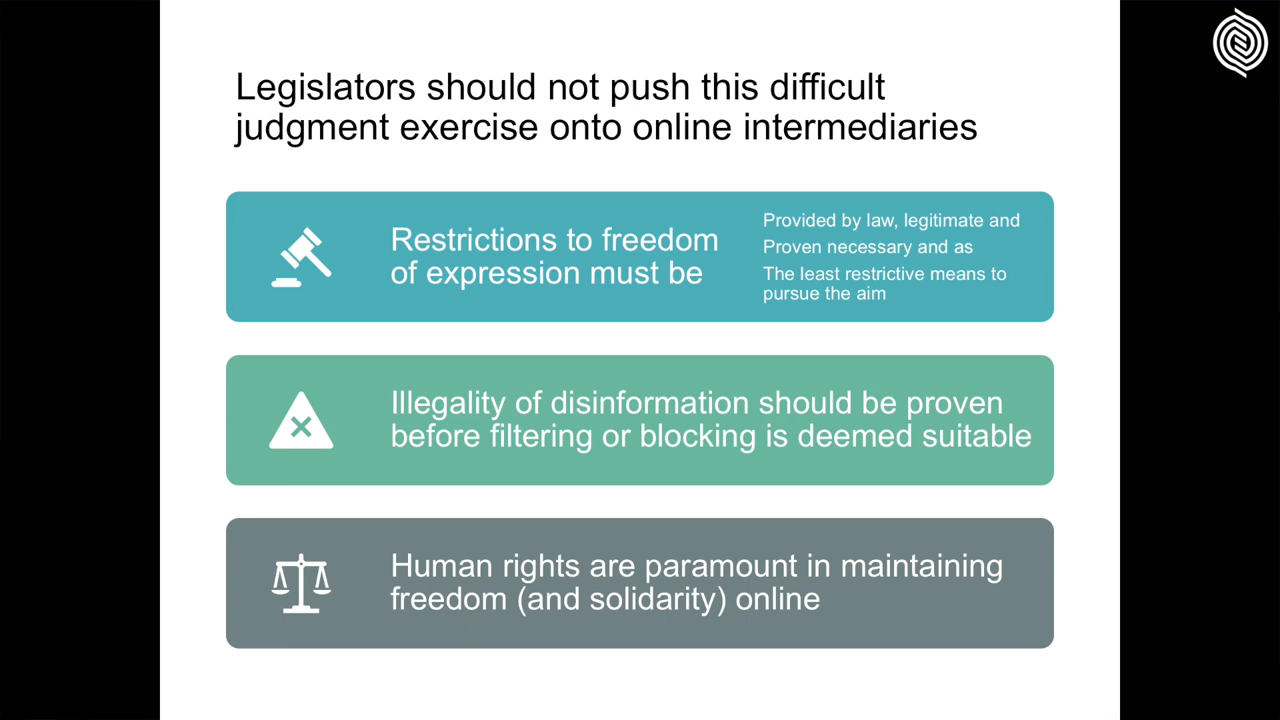 Legislators should not push this difficult
judgment exercise onto online intermediaries
Restrictions to freedom
of expression must be
Provided by law, legitimate and
Proven necessary and as
The least restrictive means to
pursue the aim
Illegality of disinformation should be proven
before filtering or blocking is deemed suitable
Human rights are paramount in maintaining
freedom (and solidarity) online